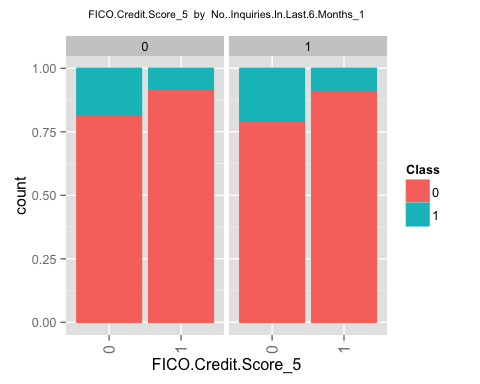 FICO.Credit.Score_5 by No..Inquiries.In.Last.6.Months_1
0 1
1.00
0.75
0.50
0.25
0.00
count
0 1 0 1
FICO.Credit.Score_5
Class
0
1